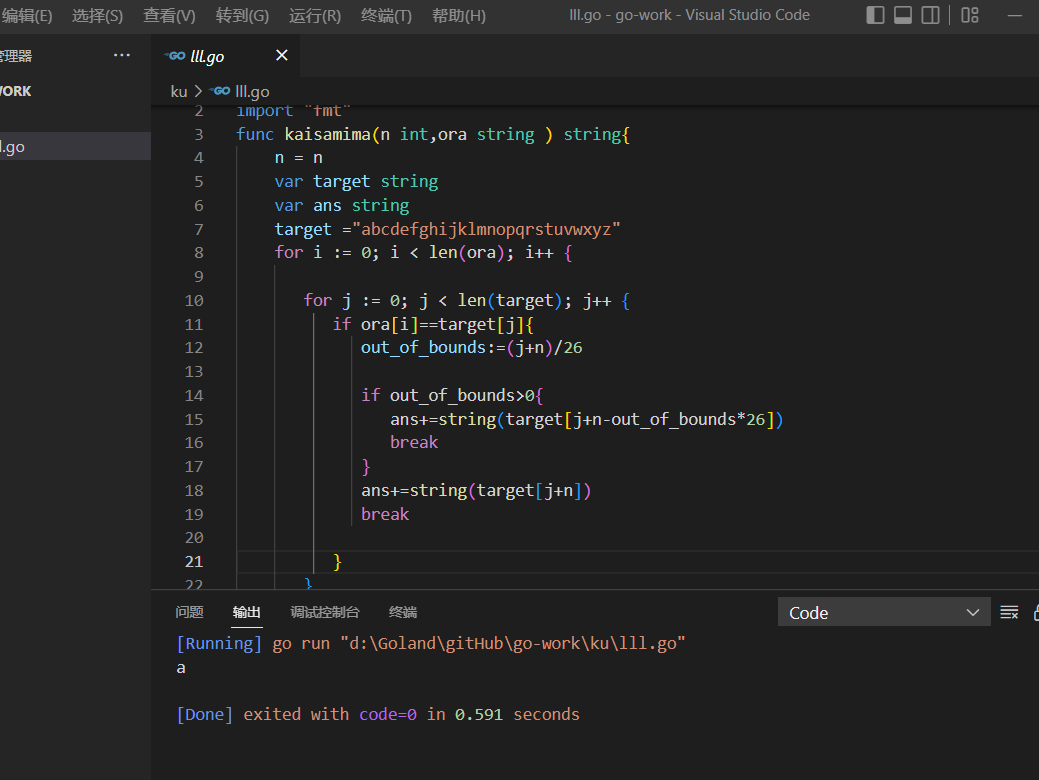 编辑(E) 选择(S) 查看(V) 转到(G) 运行(R) 终端(T) 帮助(H) lll.go - go-work - Visual Studio Code
管理器 ··· GO lll.go ×
WORK
ku > GO lll.go
l.go
2 import "fmt"
3 func kaisamima(n int,ora string ) string{
4 n = n
5 var target string
6 var ans string
7 target ="abcdefghijklmnopqrstuvwxyz"
8 for i := 0; i < len(ora); i++ {
9
10 for j := 0; j < len(target); j++ {
11 if ora[i]==target[j]{
12 out_of_bounds:=(j+n)/26
13
14 if out_of_bounds>0{
15 ans+=string(target[j+n-out_of_bounds*26])
16 break
17 }
18 ans+=string(target[j+n])
19 break
20
21 }
22 }
问题 输出 调试控制台 终端 Code
[Running] go run "d:\Goland\gitHub\go-work\ku\lll.go"
a
[Done] exited with code=0 in 0.591 seconds